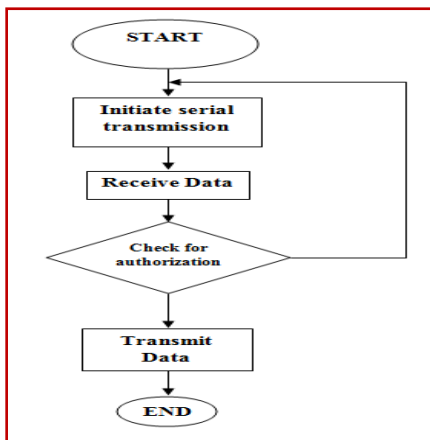 START
Initiate serial
transmission
Receive Data
Check for
authorization
Transmit
Data
END